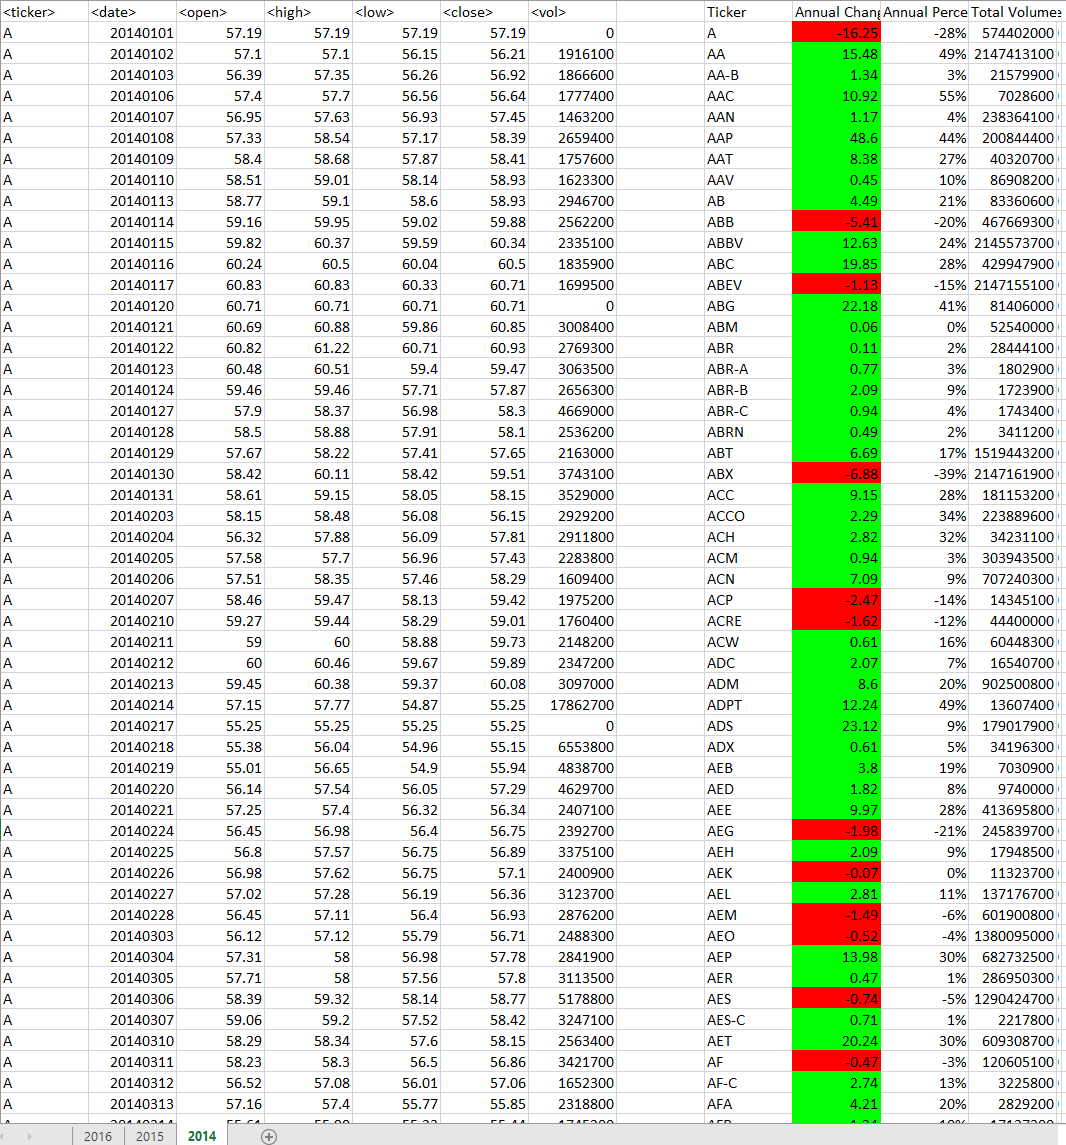 <ticker> <date> <open> <high> <low> <close> <vol> Ticker Annual Chang Annual Perce Total Volume
A 20140101 57.19 57.19 57.19 57.19 0 A -16.25 -28% 574402000
A 20140102 57.1 57.1 56.15 56.21 1916100 AA 15.48 49% 2147413100
A 20140103 56.39 57.35 56.26 56.92 1866600 AA-B 1.34 3% 21579900
A 20140106 57.4 57.7 56.56 56.64 1777400 AAC 10.92 55% 7028600
A 20140107 56.95 57.63 56.93 57.45 1463200 AAN 1.17 4% 238364100
A 20140108 57.33 58.54 57.17 58.39 2659400 AAP 48.6 44% 200844400
A 20140109 58.4 58.68 57.87 58.41 1757600 AAT 8.38 27% 40320700
A 20140110 58.51 59.01 58.14 58.93 1623300 AAV 0.45 10% 86908200
A 20140113 58.77 59.1 58.6 58.93 2946700 AB 4.49 21% 83360600
A 20140114 59.16 59.95 59.02 59.88 2562200 ABB -5.41 -20% 467669300
A 20140115 59.82 60.37 59.59 60.34 2335100 ABBV 12.63 24% 2145573700
A 20140116 60.24 60.5 60.04 60.5 1835900 ABC 19.85 28% 429947900
A 20140117 60.83 60.83 60.33 60.71 1699500 ABEV -1.13 -15% 2147155100
A 20140120 60.71 60.71 60.71 60.71 0 ABG 22.18 41% 81406000
A 20140121 60.69 60.88 59.86 60.85 3008400 ABM 0.06 0% 52540000
A 20140122 60.82 61.22 60.71 60.93 2769300 ABR 0.11 2% 28444100
A 20140123 60.48 60.51 59.4 59.47 3063500 ABR-A 0.77 3% 1802900
A 20140124 59.46 59.46 57.71 57.87 2656300 ABR-B 2.09 9% 1723900
A 20140127 57.9 58.37 56.98 58.3 4669000 ABR-C 0.94 4% 1743400
A 20140128 58.5 58.88 57.91 58.1 2536200 ABRN 0.49 2% 3411200
A 20140129 57.67 58.22 57.41 57.65 2163000 ABT 6.69 17% 1519443200
A 20140130 58.42 60.11 58.42 59.51 3743100 ABX -6.88 -39% 2147161900
A 20140131 58.61 59.15 58.05 58.15 3529000 ACC 9.15 28% 181153200
A 20140203 58.15 58.48 56.08 56.15 2929200 ACCO 2.29 34% 223889600
A 20140204 56.32 57.88 56.09 57.81 2911800 ACH 2.82 32% 34231100
A 20140205 57.58 57.7 56.96 57.43 2283800 ACM 0.94 3% 303943500
A 20140206 57.51 58.35 57.46 58.29 1609400 ACN 7.09 9% 707240300
A 20140207 58.46 59.47 58.13 59.42 1975200 ACP -2.47 -14% 14345100
A 20140210 59.27 59.44 58.29 59.01 1760400 ACRE -1.62 -12% 44400000
A 20140211 59 60 58.88 59.73 2148200 ACW 0.61 16% 60448300
A 20140212 60 60.46 59.67 59.89 2347200 ADC 2.07 7% 16540700
A 20140213 59.45 60.38 59.37 60.08 3097000 ADM 8.6 20% 902500800
A 20140214 57.15 57.77 54.87 55.25 17862700 ADPT 12.24 49% 13607400
A 20140217 55.25 55.25 55.25 55.25 0 ADS 23.12 9% 179017900
A 20140218 55.38 56.04 54.96 55.15 6553800 ADX 0.61 5% 34196300
A 20140219 55.01 56.65 54.9 55.94 4838700 AEB 3.8 19% 7030900
A 20140220 56.14 57.54 56.05 57.29 4629700 AED 1.82 8% 9740000
A 20140221 57.25 57.4 56.32 56.34 2407100 AEE 9.97 28% 413695800
A 20140224 56.45 56.98 56.4 56.75 2392700 AEG -1.98 -21% 245839700
A 20140225 56.8 57.57 56.75 56.89 3375100 AEH 2.09 9% 17948500
A 20140226 56.98 57.62 56.75 57.1 2400900 AEK -0.07 0% 11323700
A 20140227 57.02 57.28 56.19 56.36 3123700 AEL 2.81 11% 137176700
A 20140228 56.45 57.11 56.4 56.93 2876200 AEM -1.49 -6% 601900800
A 20140303 56.12 57.12 55.79 56.71 2488300 AEO -0.52 -4% 1380095000
A 20140304 57.31 58 56.98 57.78 2841900 AEP 13.98 30% 682732500
A 20140305 57.71 58 57.56 57.8 3113500 AER 0.47 1% 286950300
A 20140306 58.39 59.32 58.14 58.77 5178800 AES -0.74 -5% 1290424700
A 20140307 59.06 59.2 57.52 58.42 3247100 AES-C 0.71 1% 2217800
A 20140310 58.29 58.34 57.6 58.15 2563400 AET 20.24 30% 609308700
A 20140311 58.23 58.3 56.5 56.86 3421700 AF -0.47 -3% 120605100
A 20140312 56.52 57.08 56.01 57.06 1652300 AF-C 2.74 13% 3225800
A 20140313 57.16 57.4 55.77 55.85 2318800 AFA 4.21 20% 2829200
2016 2015 2014